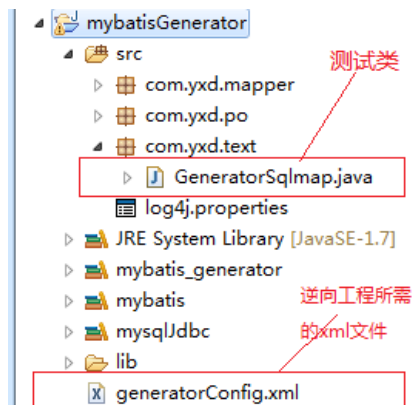 mybatisGenerator
src
测试类
com.yxd.mapper
com.yxd.po
com.yxd.text
GeneratorSqlmap.java
log4j.properties
JRE System Library [JavaSE-1.7]
mybatis_generator
mybatis
逆向工程所需
mysqlJdbc
的xml文件
lib
generatorConfig.xml